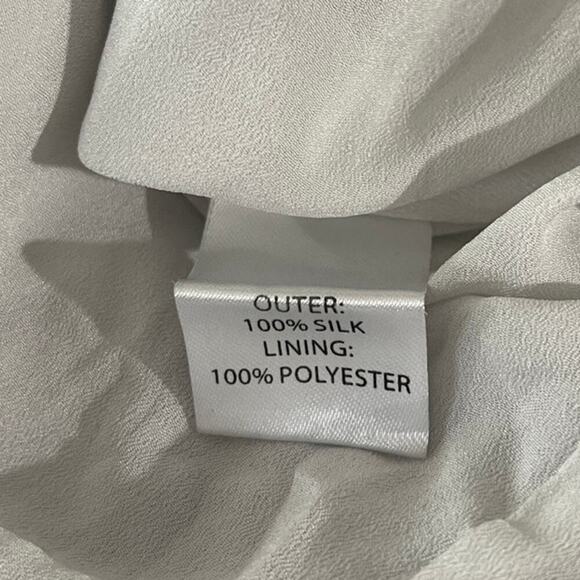 OUTER:
100% SILK
LINING:
100% POLYESTER